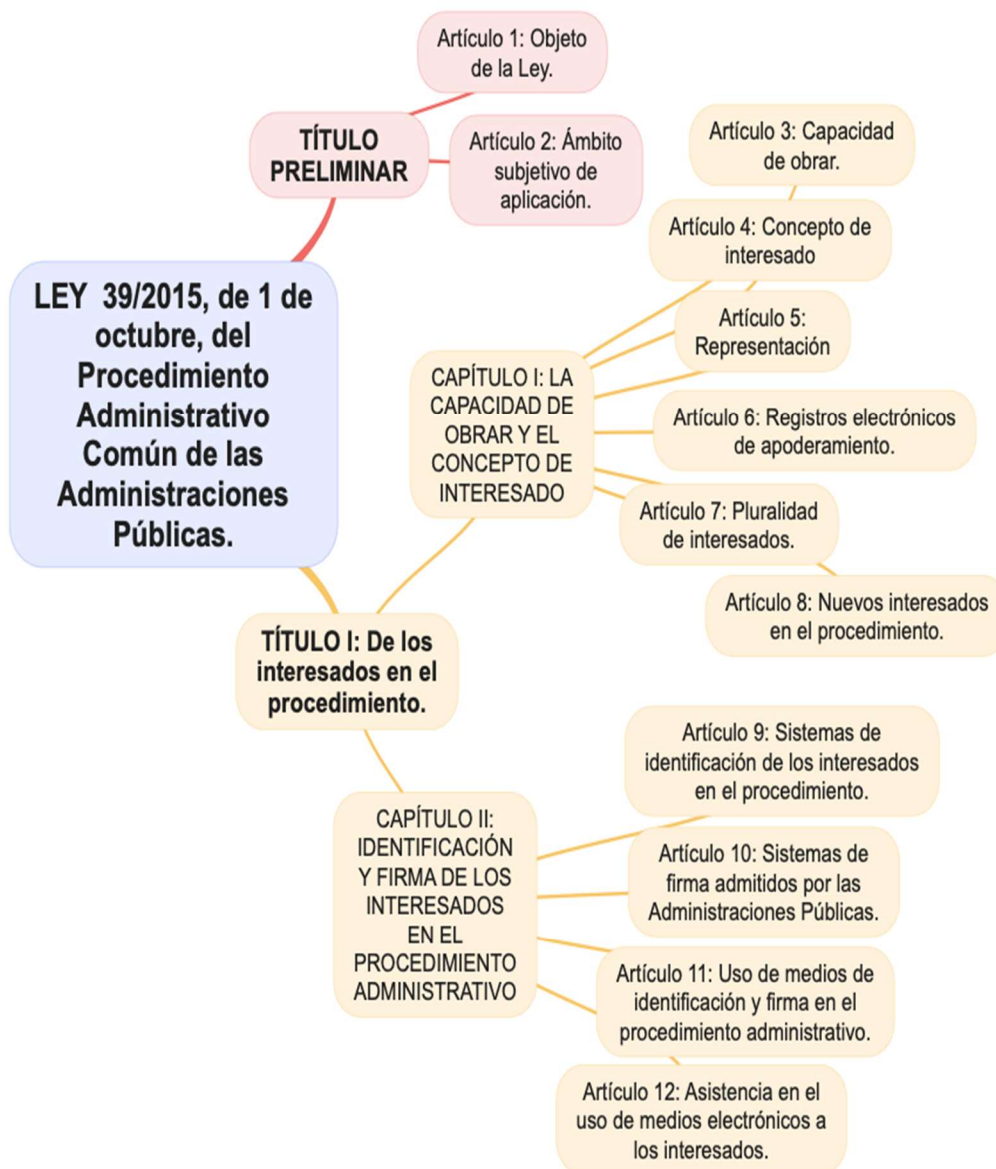 Artículo 1: Objeto
de la Ley.
TÍTULO
PRELIMINAR
Artículo 2: Ámbito
subjetivo de
aplicación.
Artículo 3: Capacidad
de obrar.
Artículo 4: Concepto de
interesado
LEY 39/2015, de 1 de
octubre, del
Procedimiento
Administrativo
Común de las
Administraciones
Públicas.
Artículo 5:
Representación
CAPÍTULO I: LA
CAPACIDAD DE
OBRAR Y EL
CONCEPTO DE
INTERESADO
Artículo 6: Registros electrónicos
de apoderamiento.
Artículo 7: Pluralidad
de interesados.
Artículo 8: Nuevos interesados
en el procedimiento.
TÍTULO I: De los
interesados en el
procedimiento.
Artículo 9: Sistemas de
identificación de los interesados
en el procedimiento.
CAPÍTULO II:
IDENTIFICACIÓN
Y FIRMA DE LOS
INTERESADOS
EN EL
PROCEDIMIENTO
ADMINISTRATIVO
Artículo 10: Sistemas de
firma admitidos por las
Administraciones Públicas.
Artículo 11: Uso de medios de
identificación y firma en el
procedimiento administrativo.
Artículo 12: Asistencia en el
uso de medios electrónicos a
los interesados.